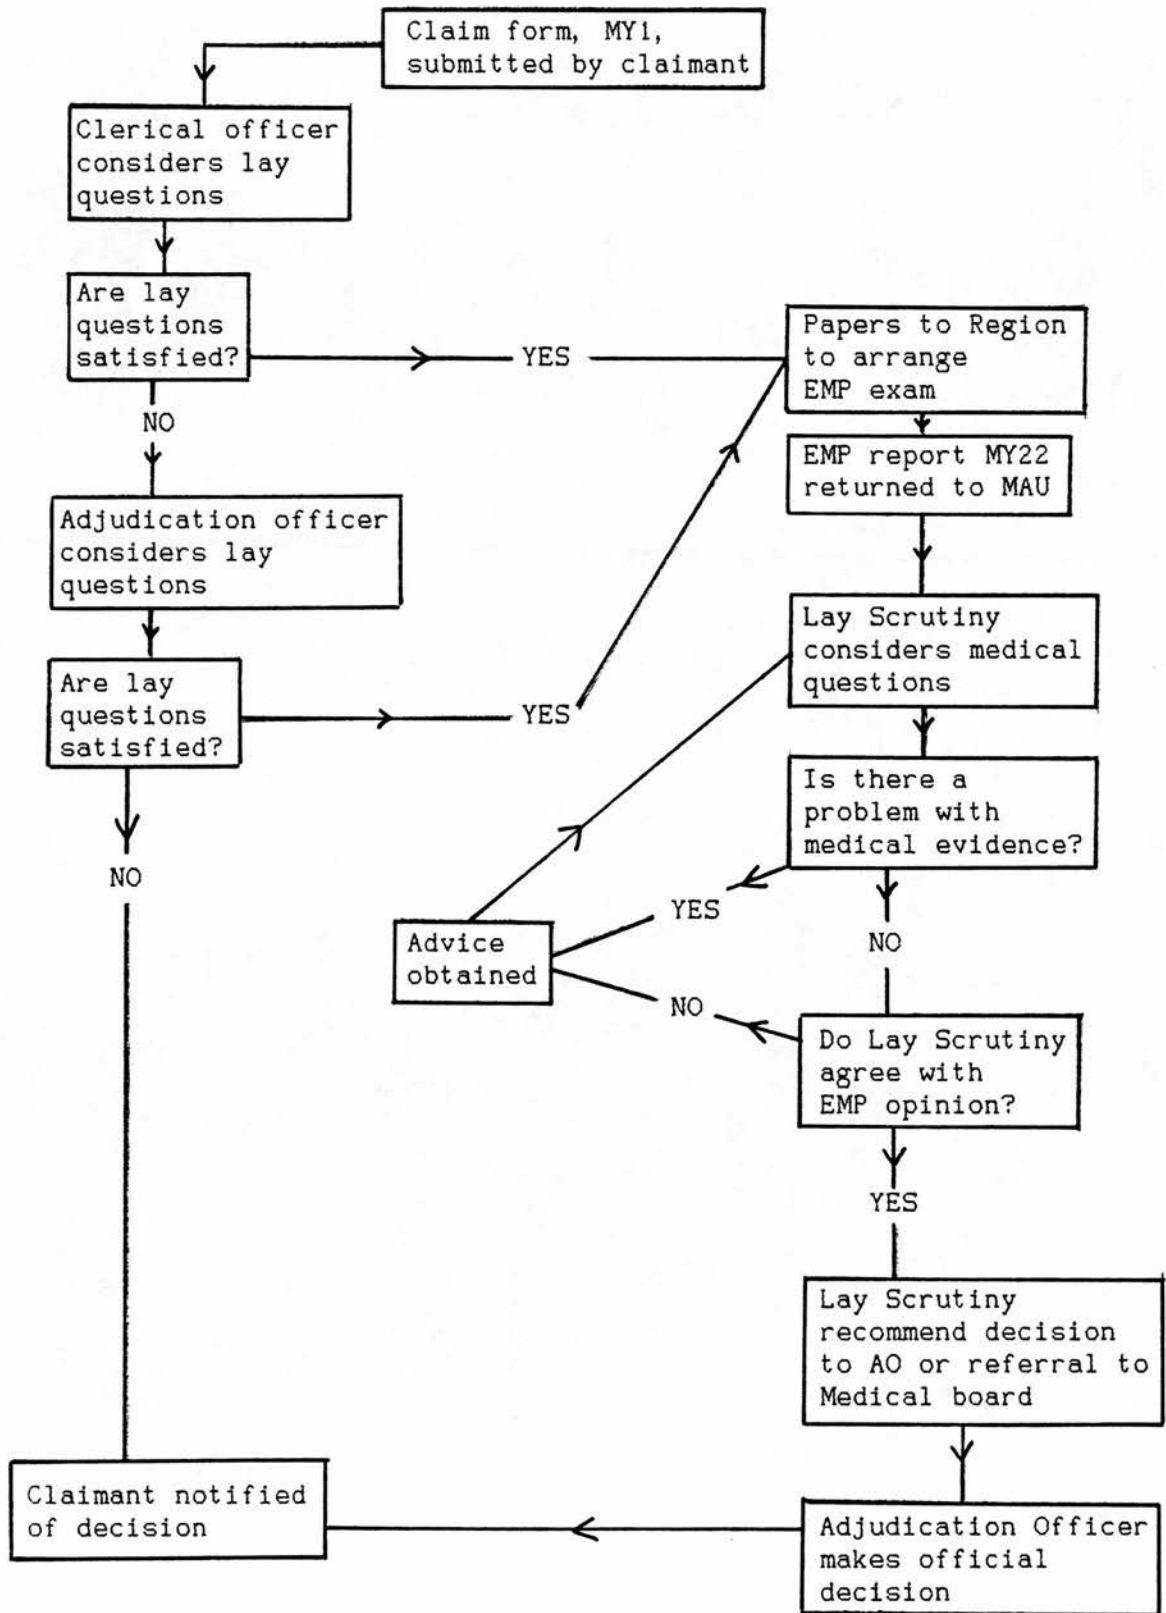 Claim form, MY1,
submitted by claimant
Clerical officer
considers lay
questions
Are lay
questions
satisfied?
YES
NO
Adjudication officer
considers lay
questions
Are lay
questions
satisfied?
YES
NO
Papers to Region
to arrange
EMP exam
EMP report MY22
returned to MAU
Lay Scrutiny
considers medical
questions
Is there a
problem with
medical evidence?
YES
NO
Advice
obtained
NO
Do Lay Scrutiny
agree with
EMP opinion?
YES
Lay Scrutiny
recommend decision
to AO or referral to
Medical board
Adjudication Officer
makes official
decision
Claimant notified
of decision